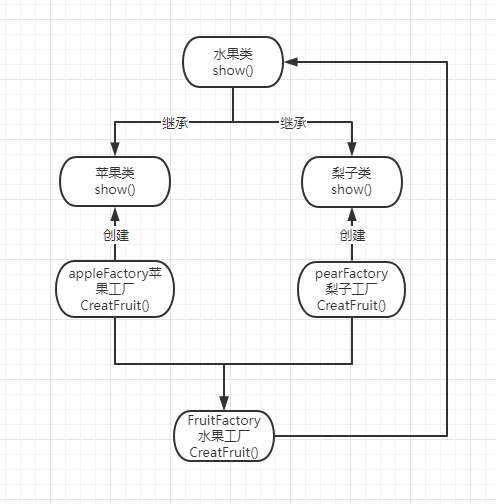 水果类
show()
继承
继承
苹果类
show()
梨子类
show()
创建
创建
appleFactory苹
果工厂
CreatFruit()
pearFactory
梨子工厂
CreatFruit()
FruitFactory
水果工厂
CreatFruit()